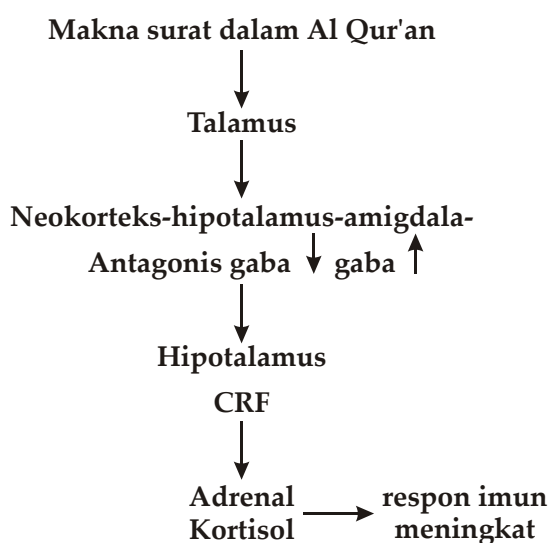 Makna surat dalam Al Qur'an
Talamus
Neokorteks-hipotalamus-amigdala-
Antagonis gaba gaba
Hipotalamus
CRF
Adrenal respon imun
Kortisol meningkat